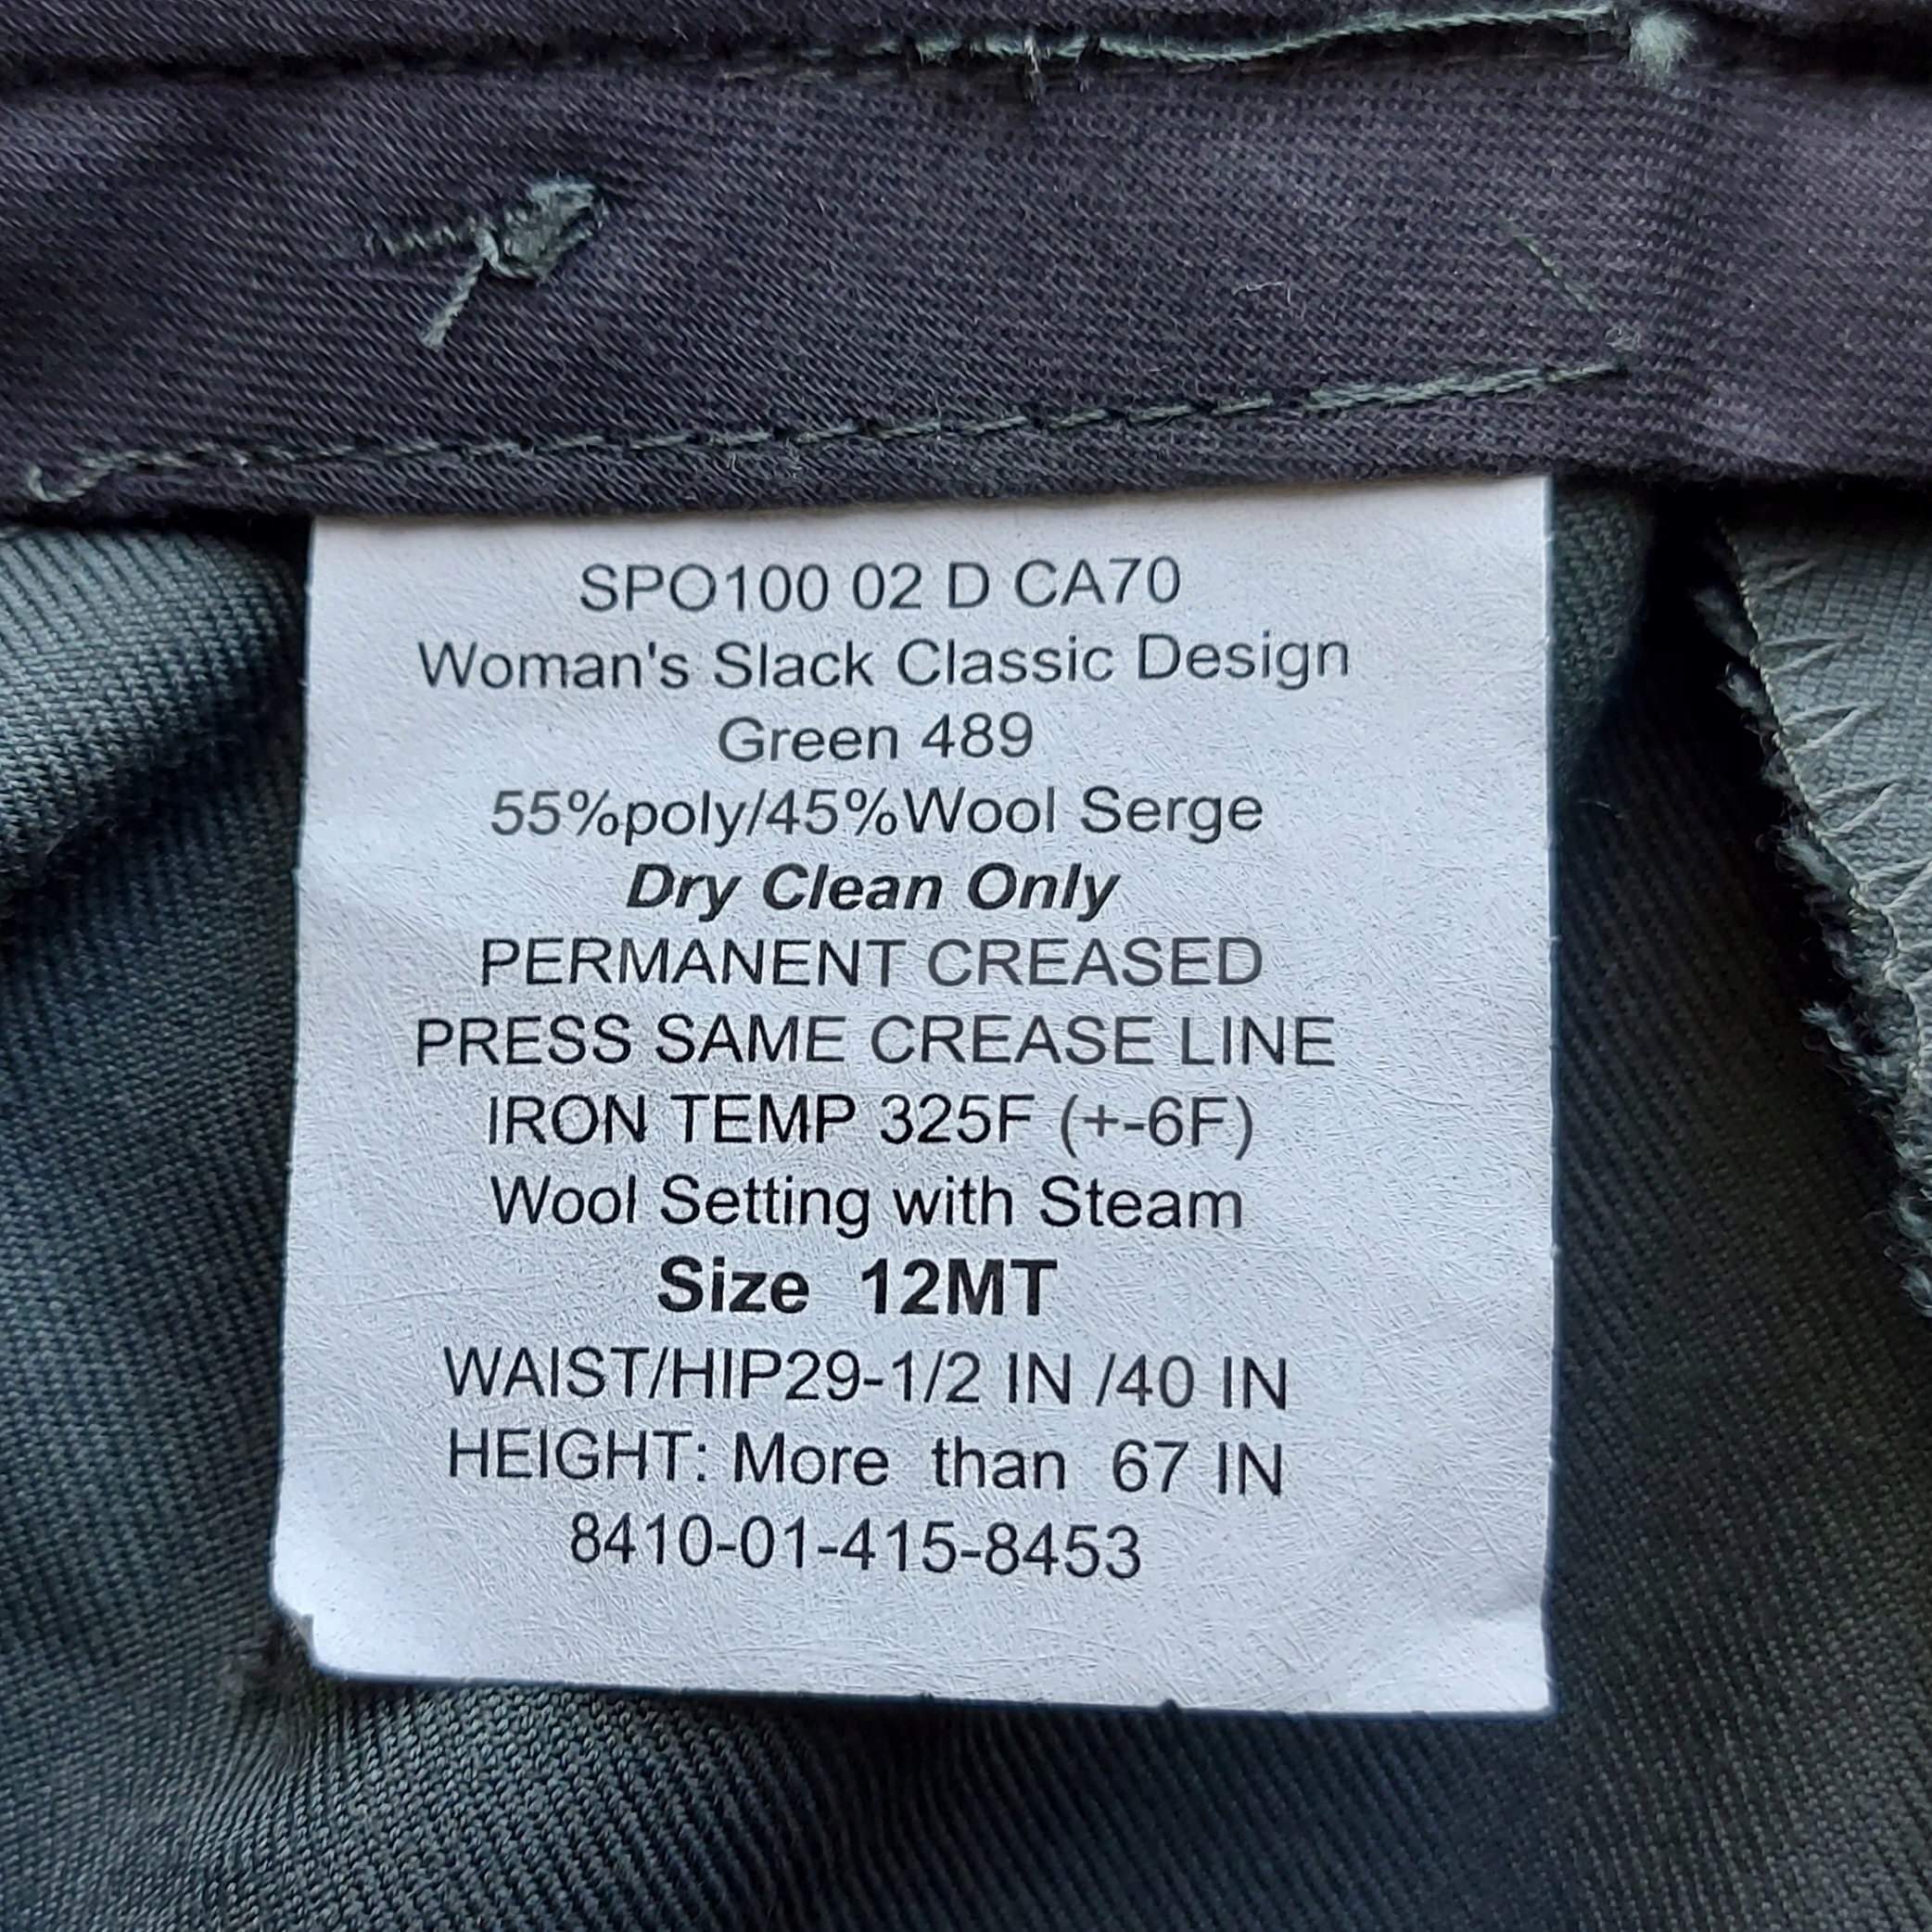 SPO100 02 D CA70
Woman's Slack Classic Design
Green 489
55%poly/45%Wool Serge
Dry Clean Only
PERMANENT CREASED
PRESS SAME CREASE LINE
IRON TEMP 325F (+-6F)
Wool Setting with Steam
Size 12MT
WAIST/HIP29-1/2 IN /40 IN
HEIGHT: More than 67 IN
8410-01-415-8453